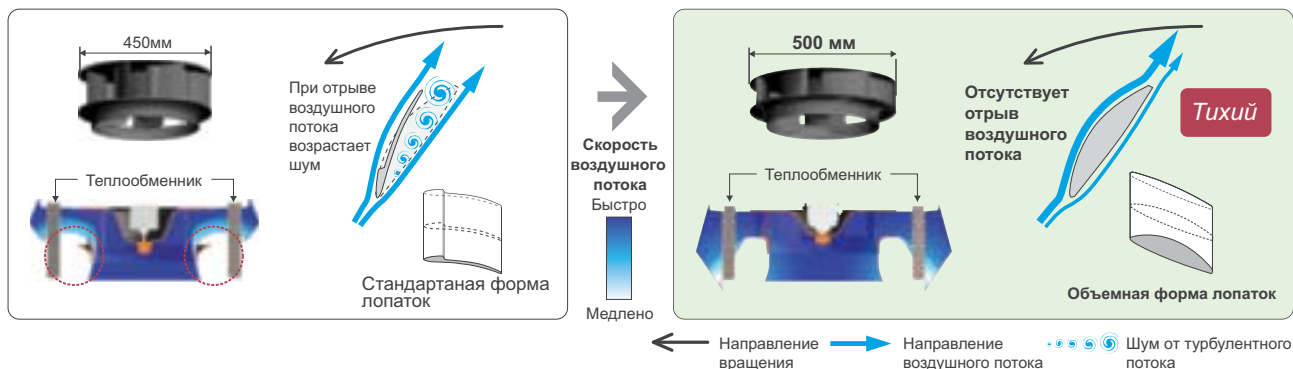 450мм
При отрыве
воздушного
потока
возрастает
шум
Теплообменник
Стандартаная форма
лопаток
Скорость
воздушного
потока
Быстро
Медлено
500 мм
Отсутствует
отрыв
воздушного
потока
Тихий
Теплообменник
Объемная форма лопаток
Направление
вращения
Направление
воздушного потока
Шум от турбулентного
потока